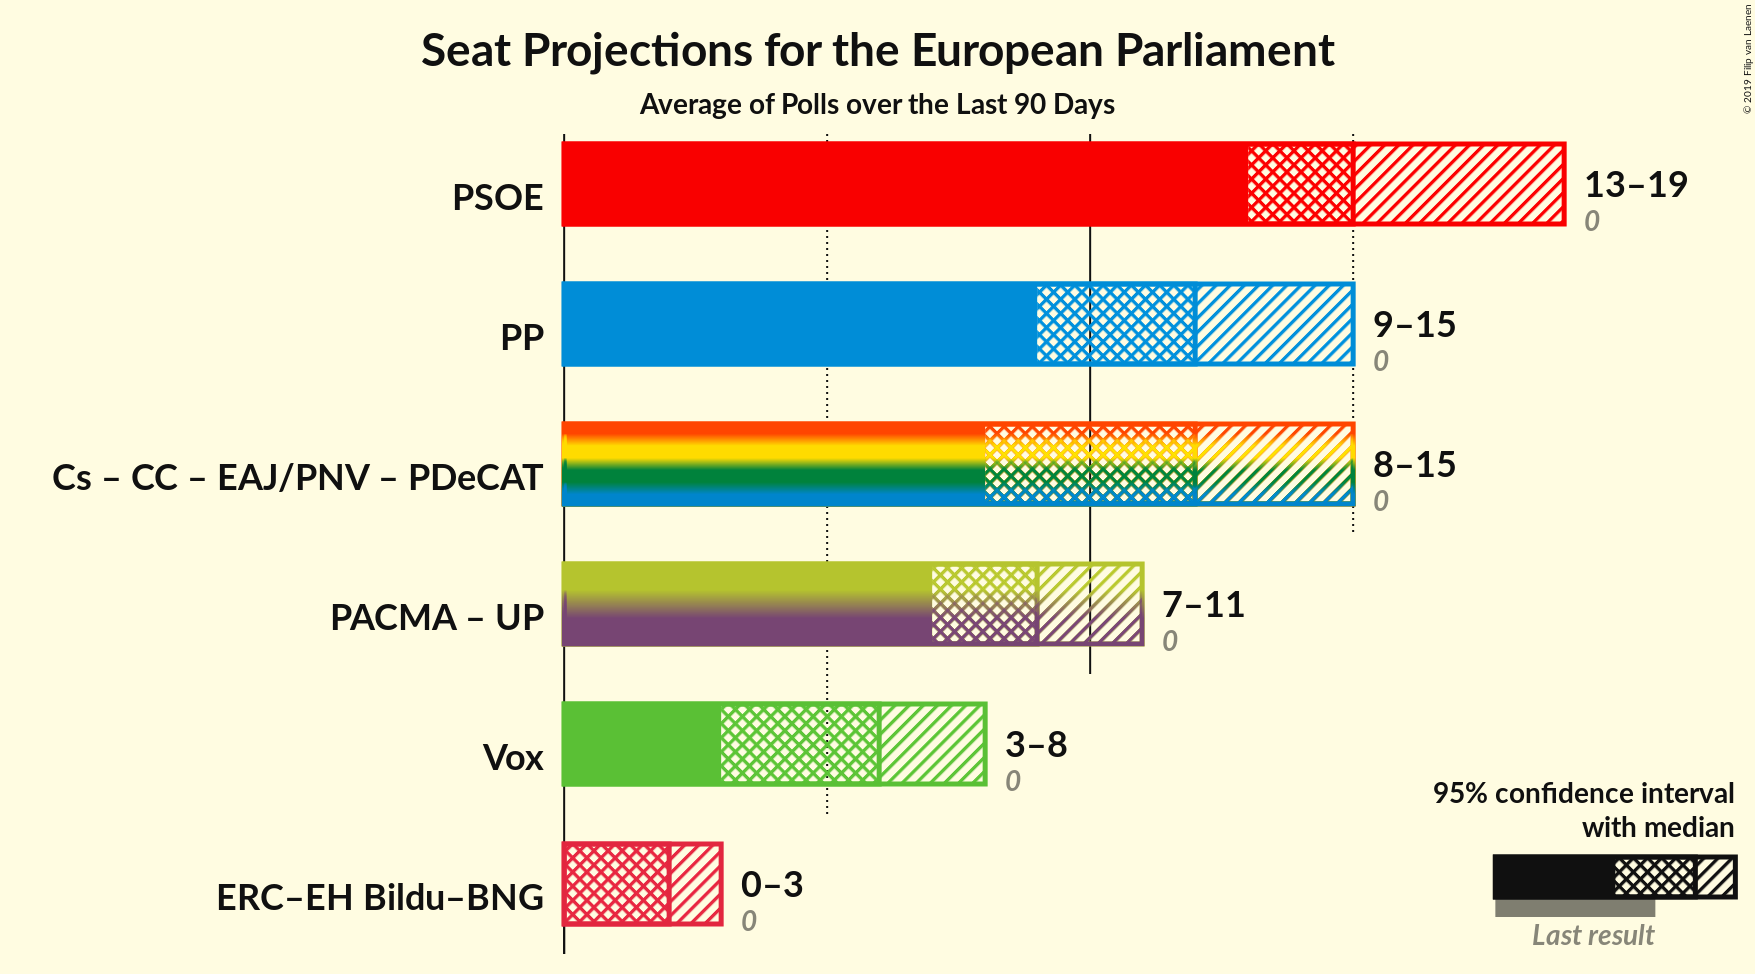 Seat Projections for the European Parliament
Average of Polls over the Last 90 Days
© 2019 Filip van Laenen
PSOE
13–19
0
PP
9–15
0
Cs – CC – EAJ/PNV – PDeCAT
8–15
0
PACMA – UP
7–11
0
Vox
3–8
0
ERC–EH Bildu–BNG
0–3
0
95% confidence interval
with median
Last result